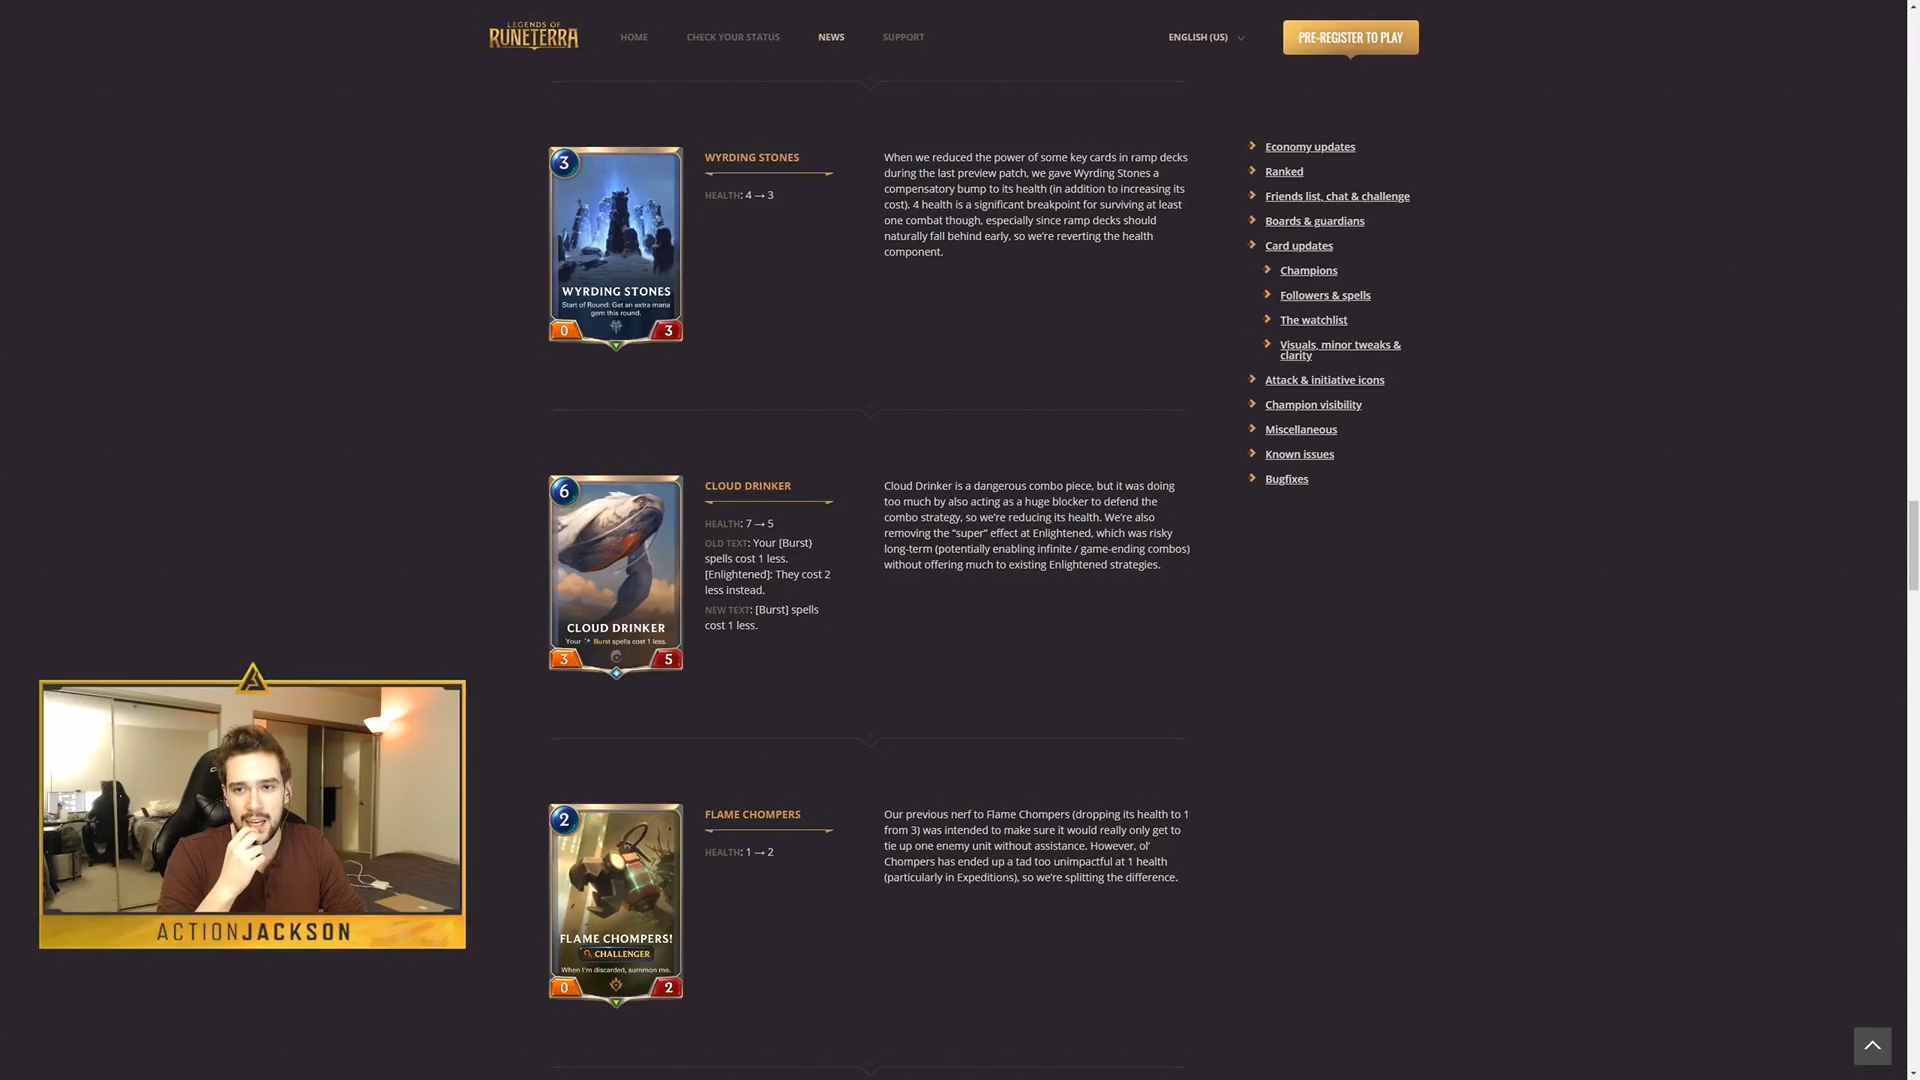 LEGENDS OF
RUNETERRA
HOME
CHECK YOUR STATUS
NEWS
SUPPORT
ENGLISH (US)
PRE-REGISTER TO PLAY
3
WYRDING STONES
Start of Round: Get an extra mana
gem this round.
0
3
WYRDING STONES
HEALTH: 4 → 3
When we reduced the power of some key cards in ramp decks
during the last preview patch, we gave Wyrding Stones a
compensatory bump to its health (in addition to increasing its
cost). 4 health is a significant breakpoint for surviving at least
one combat though, especially since ramp decks should
naturally fall behind early, so we're reverting the health
component.
Economy updates
Ranked
Friends list, chat & challenge
Boards & guardians
Card updates
Champions
Followers & spells
The watchlist
Visuals, minor tweaks &
clarity
Attack & initiative icons
Champion visibility
Miscellaneous
Known issues
Bugfixes
6
CLOUD DRINKER
Your Burst spells cost 1 less.
3
5
CLOUD DRINKER
HEALTH: 7 → 5
OLD TEXT: Your [Burst}
spells cost 1 less.
[Enlightened]: They cost 2
less instead.
NEW TEXT: [Burst] spells
cost 1 less.
Cloud Drinker is a dangerous combo piece, but it was doing
too much by also acting as a huge blocker to defend the
combo strategy, so we're reducing its health. We're also
removing the "super" effect at Enlightened, which was risky
long-term (potentially enabling infinite / game-ending combos)
without offering much to existing Enlightened strategies.
2
FLAME CHOMPERS!
CHALLENGER
When I'm discarded, summon me.
0
2
FLAME CHOMPERS
HEALTH: 1 → 2
Our previous nerf to Flame Chompers (dropping its health to 1
from 3) was intended to make sure it would really only get to
tie up one enemy unit without assistance. However, ol'
Chompers has ended up a tad too unimpactful at 1 health
(particularly in Expeditions), so we're splitting the difference.
ACTIONJACKSON